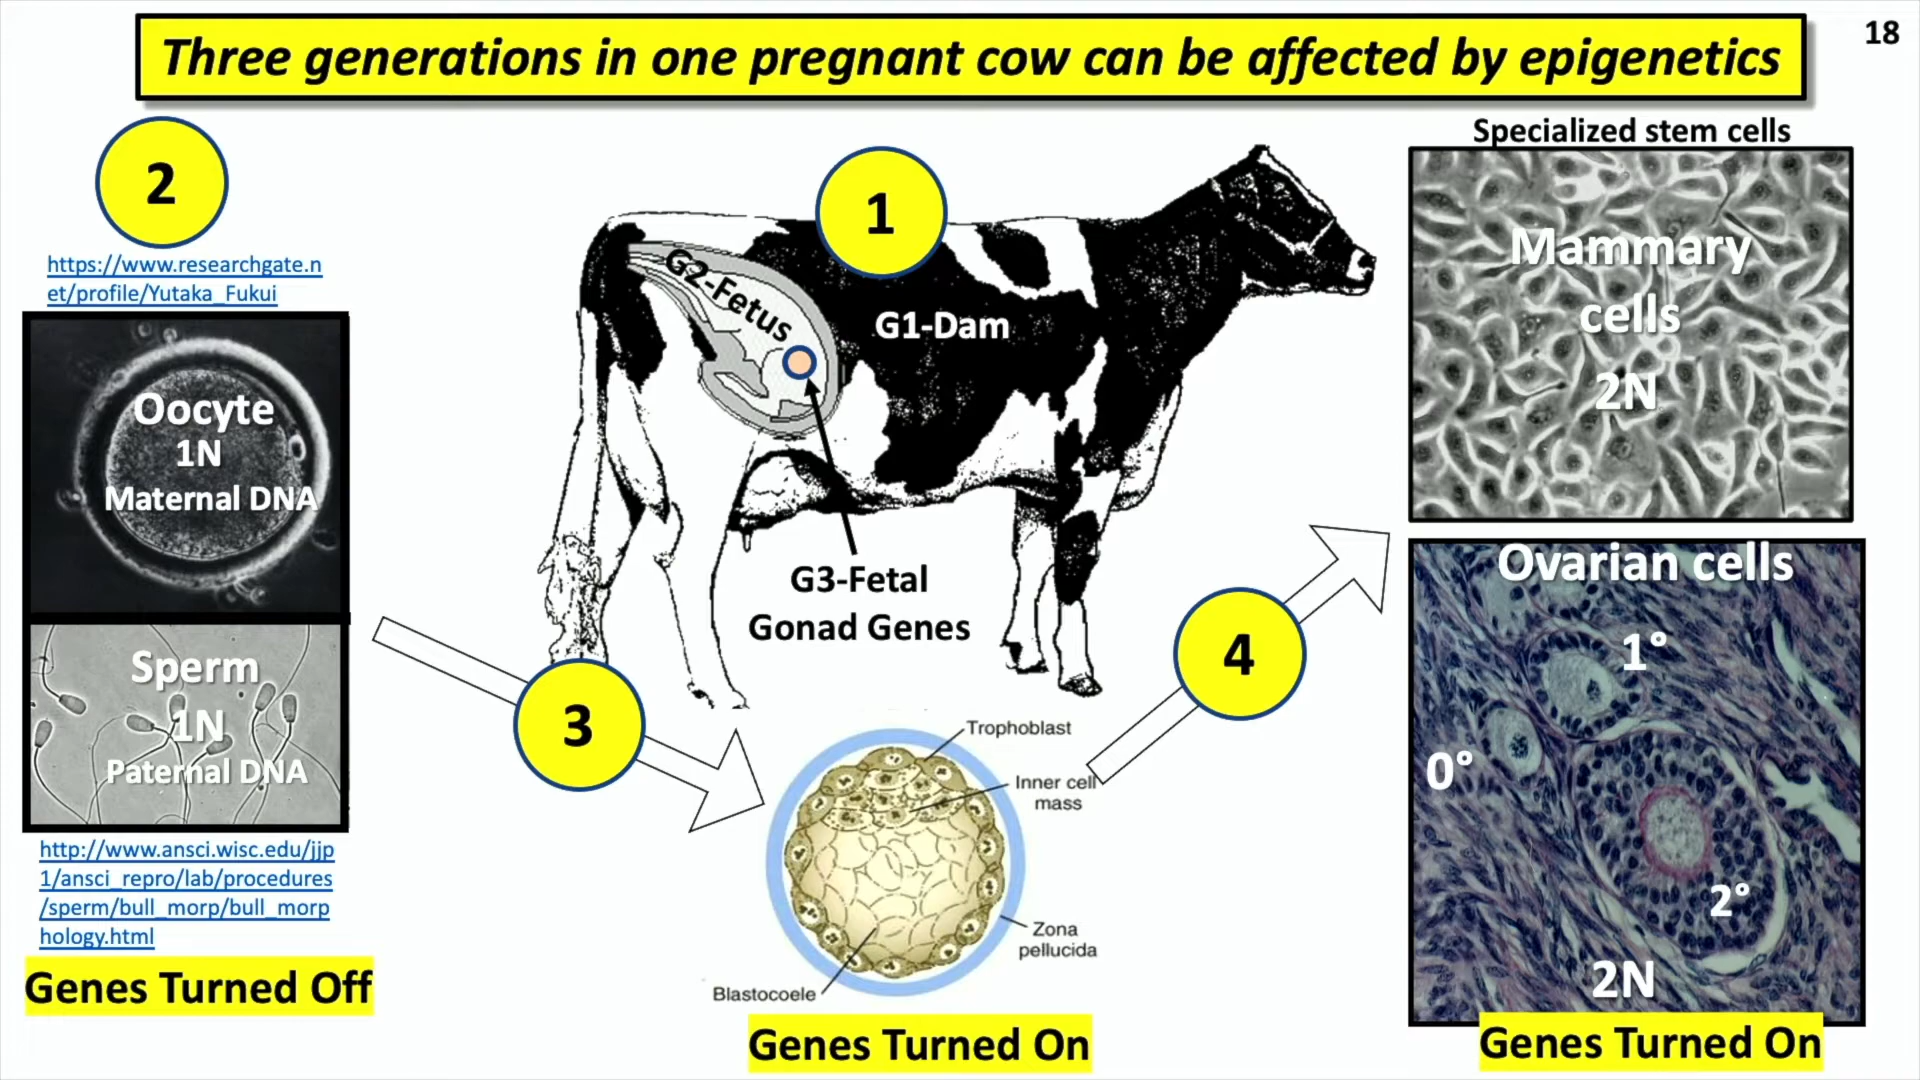 Three generations in one pregnant cow can be affected by epigenetics
18
2
https://www.researchgate.n
et/profile/Yutaka_Fukui
Oocyte
1N
Maternal DNA
Sperm
1N
Paternal DNA
http://www.ansci.wisc.edu/jjp
1/ansci_repro/lab/procedures
/sperm/bull_morp/bull_morp
hology.html
Genes Turned Off
1
G2-Fetus
G1-Dam
G3-Fetal
Gonad Genes
3
Trophoblast
Inner cell
mass
Zona
pellucida
Blastocoele
Genes Turned On
4
Specialized stem cells
Mammary
cells
2N
Ovarian cells
1°
0°
2°
2N
Genes Turned On